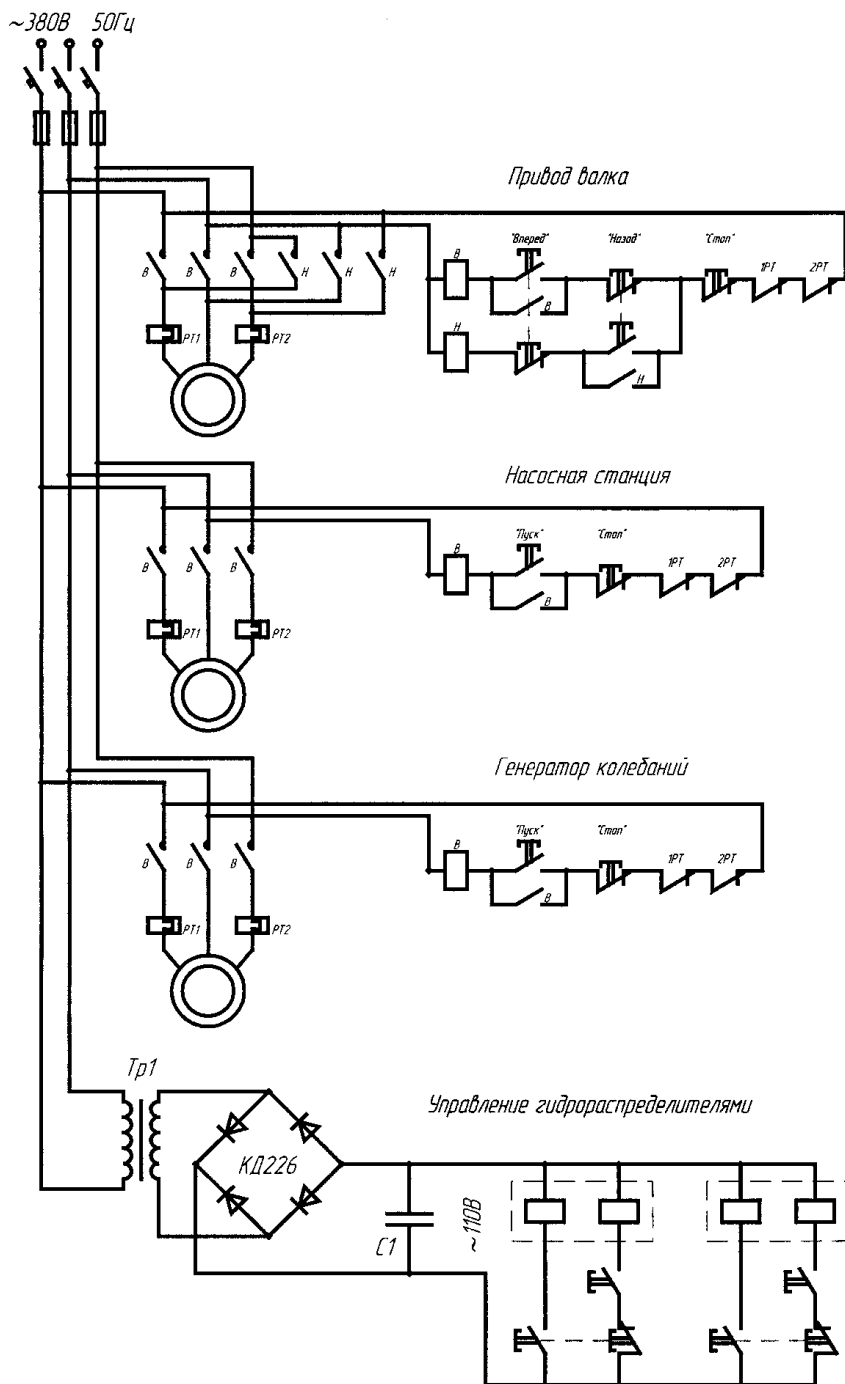 ~380В 50Гц
Привод валка
"Вперед" "Назад" "Стоп"
В
1РТ 2РТ
В В В Н Н Н
В
РТ1 РТ2
Н
Н
Насосная станция
"Пуск" "Стоп"
В
1РТ 2РТ
В В В
В
РТ1 РТ2
Генератор колебаний
"Пуск" "Стоп"
В
1РТ 2РТ
В В В
В
РТ1 РТ2
Тр1
Управление гидрораспределителями
КД226
~110В
С1